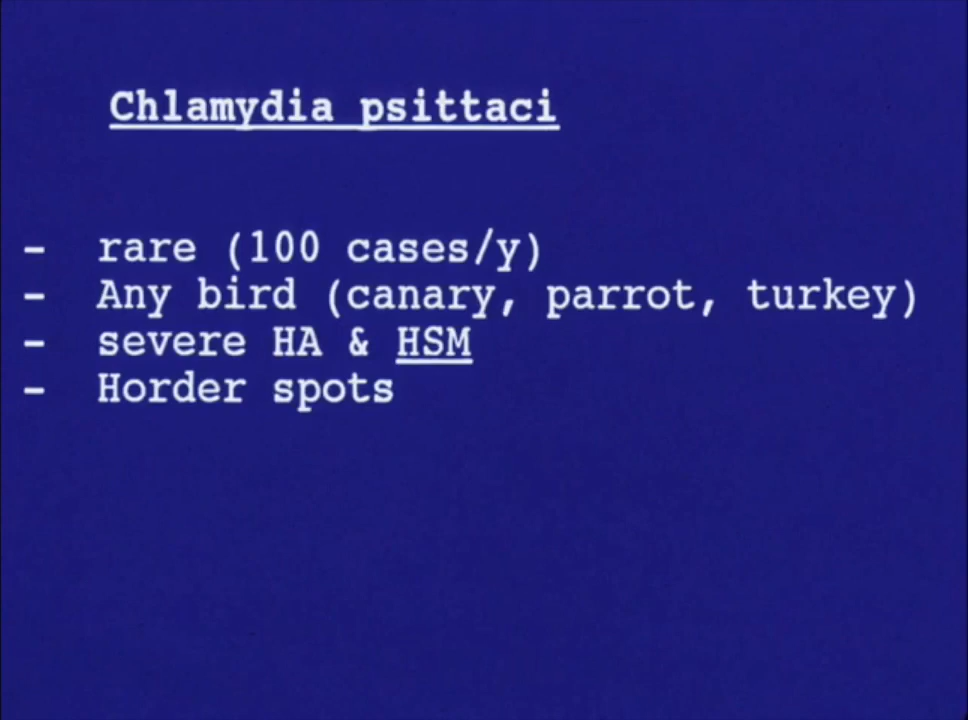 Chlamydia psittaci
- rare (100 cases/y)
- Any bird (canary, parrot, turkey)
- severe HA & HSM
- Horder spots